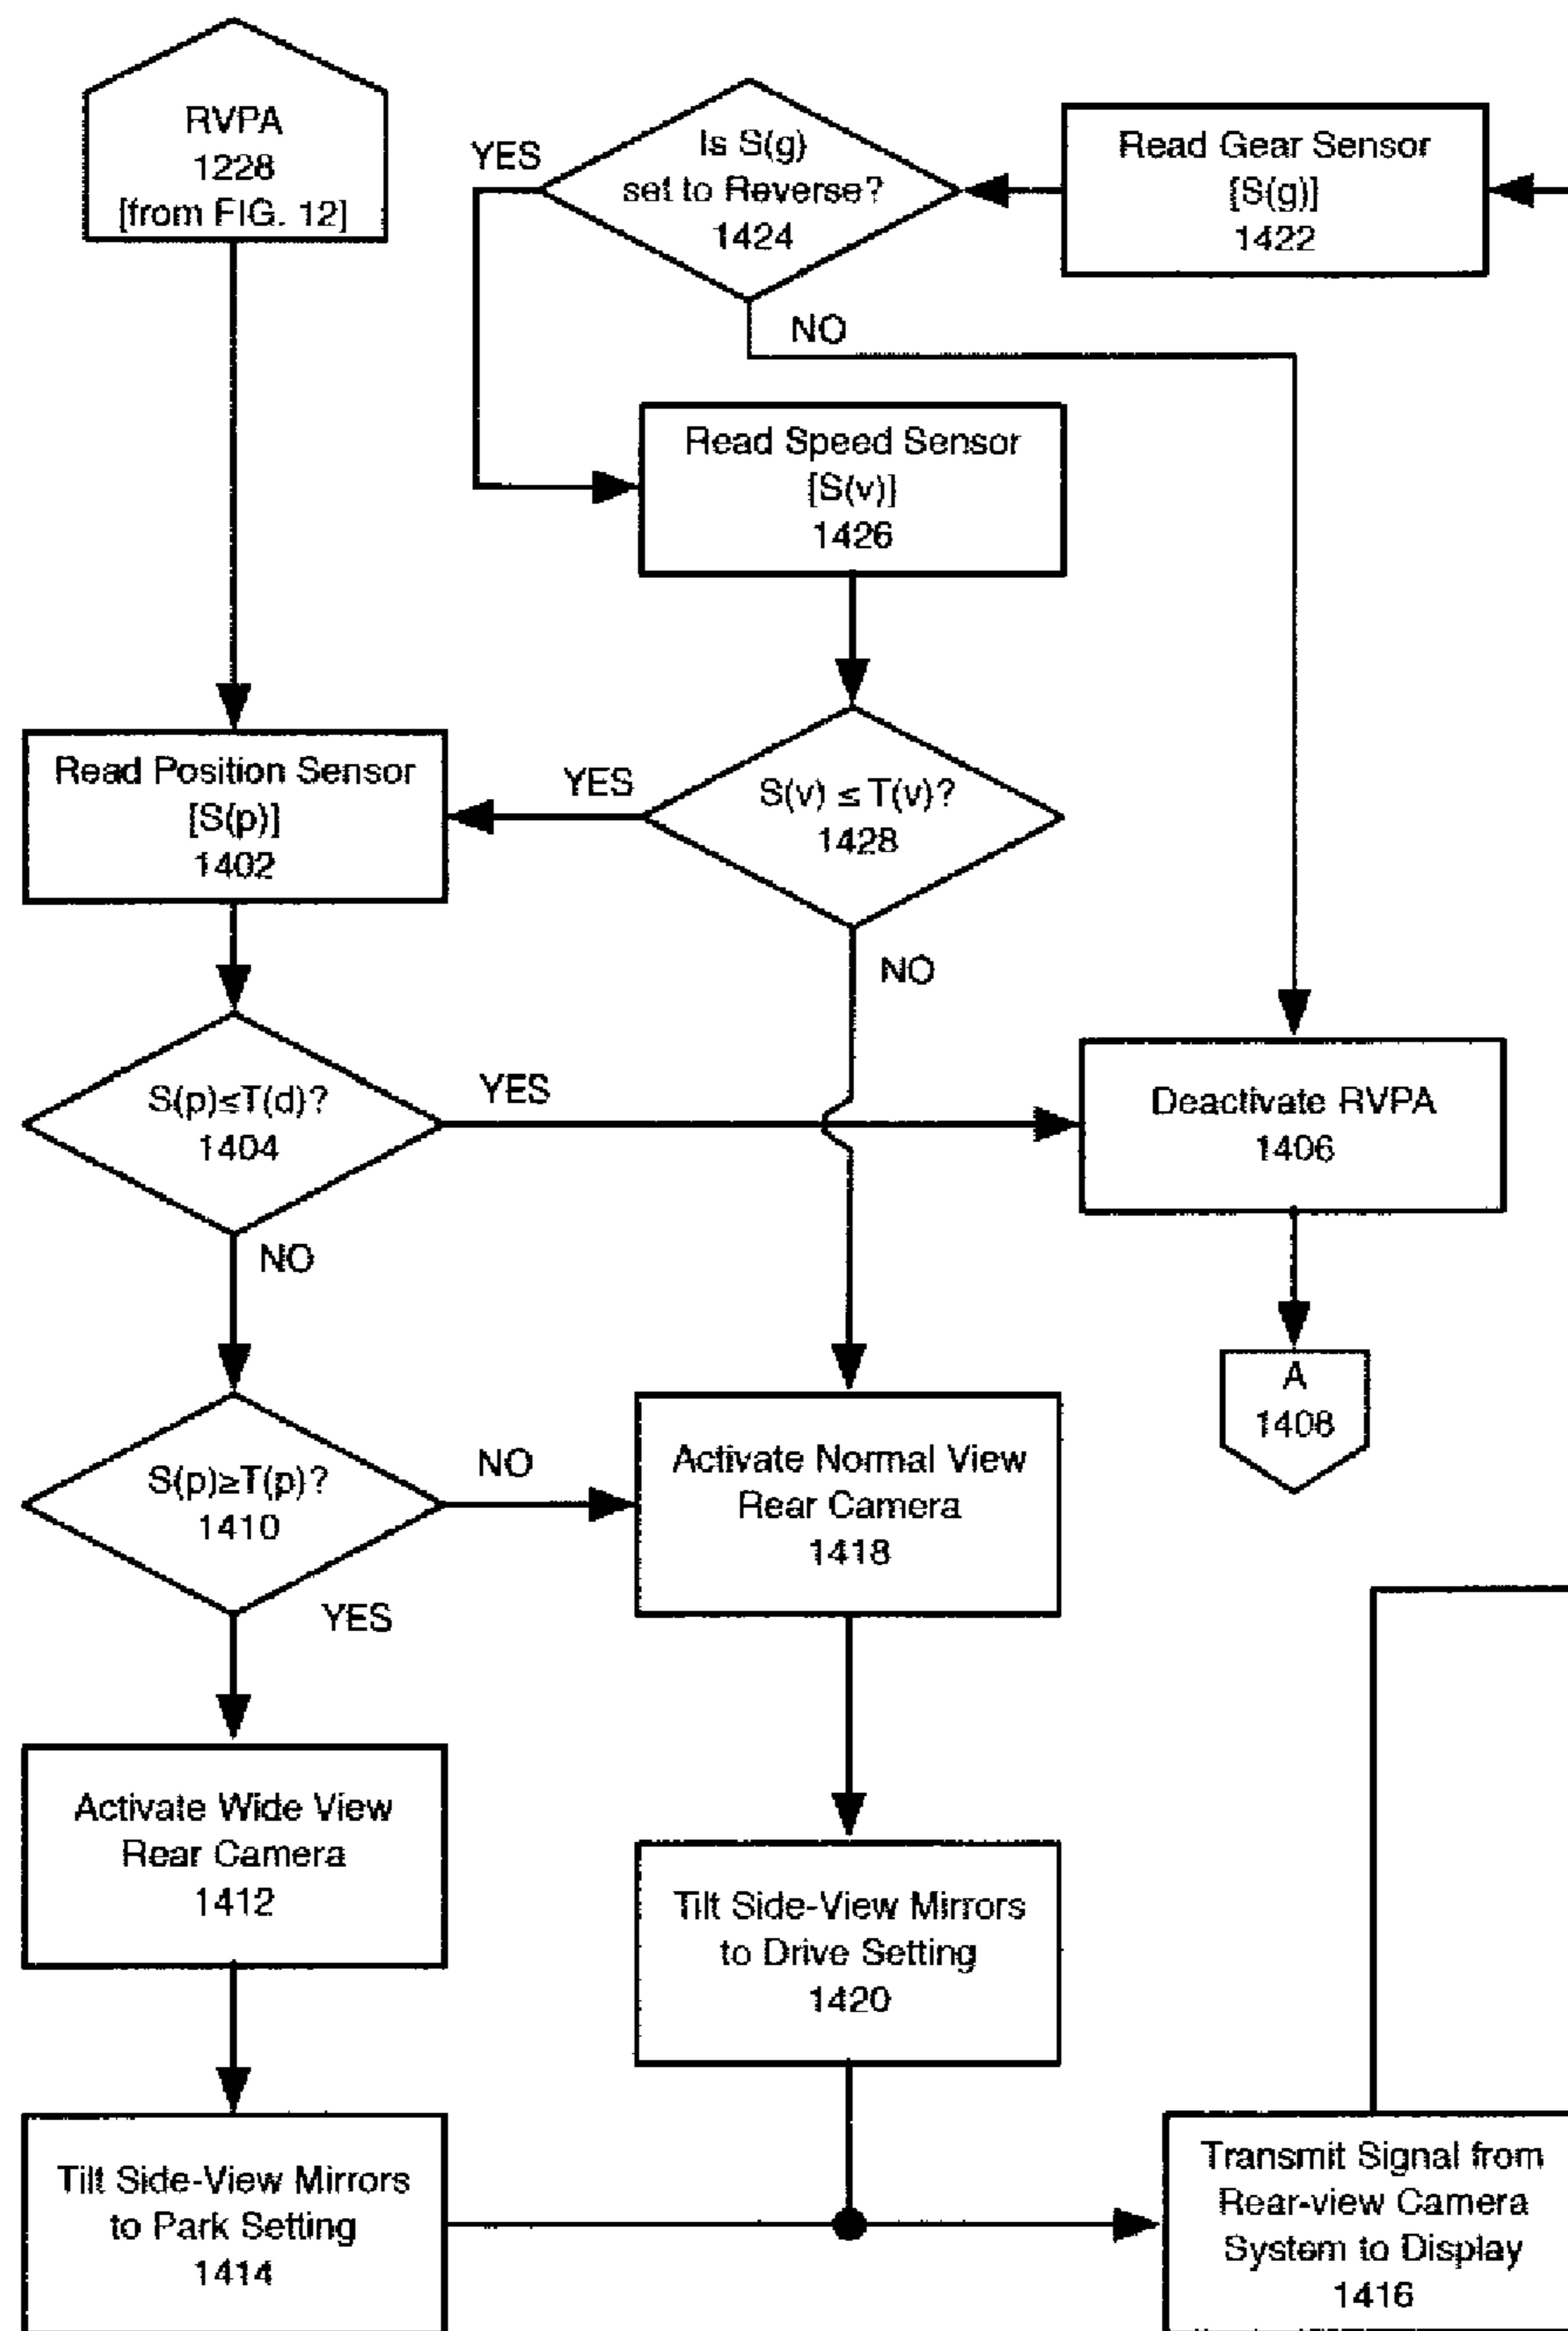 RVPA
1228
[from FIG. 12]
YES
Is S(g)
set to Reverse?
1424
NO
Read Gear Sensor
[S(g)]
1422
Read Speed Sensor
[S(v)]
1426
Read Position Sensor
[S(p)]
1402
YES
S(v) ≤ T(v)?
1428
NO
S(p)≤T(d)?
1404
YES
NO
Deactivate RVPA
1406
A
1408
S(p)≥T(p)?
1410
NO
YES
Activate Normal View
Rear Camera
1418
Activate Wide View
Rear Camera
1412
Tilt Side-View Mirrors
to Drive Setting
1420
Tilt Side-View Mirrors
to Park Setting
1414
Transmit Signal from
Rear-view Camera
System to Display
1416